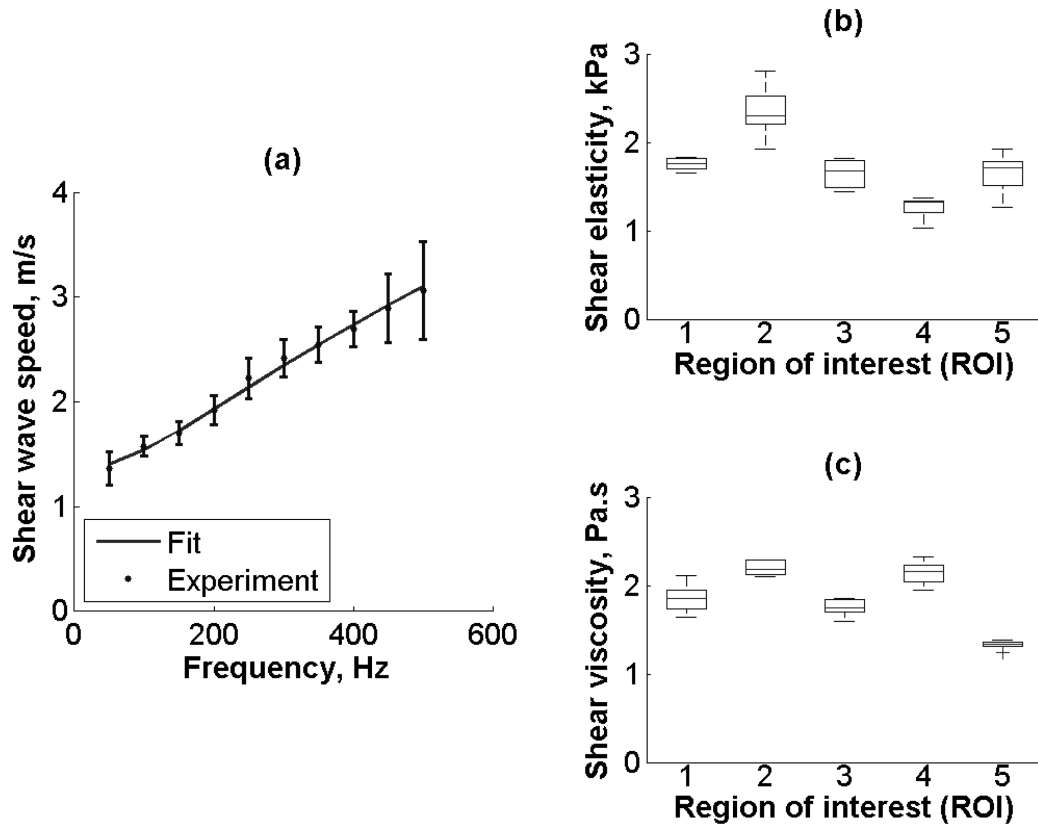 (a)
Shear wave speed, m/s
4
3
2
1
0
0 200 400 600
Frequency, Hz
Fit
Experiment
(b)
Shear elasticity, kPa
3
2
1
0
1 2 3 4 5
Region of interest (ROI)
(c)
Shear viscosity, Pa.s
3
2
1
0
1 2 3 4 5
Region of interest (ROI)